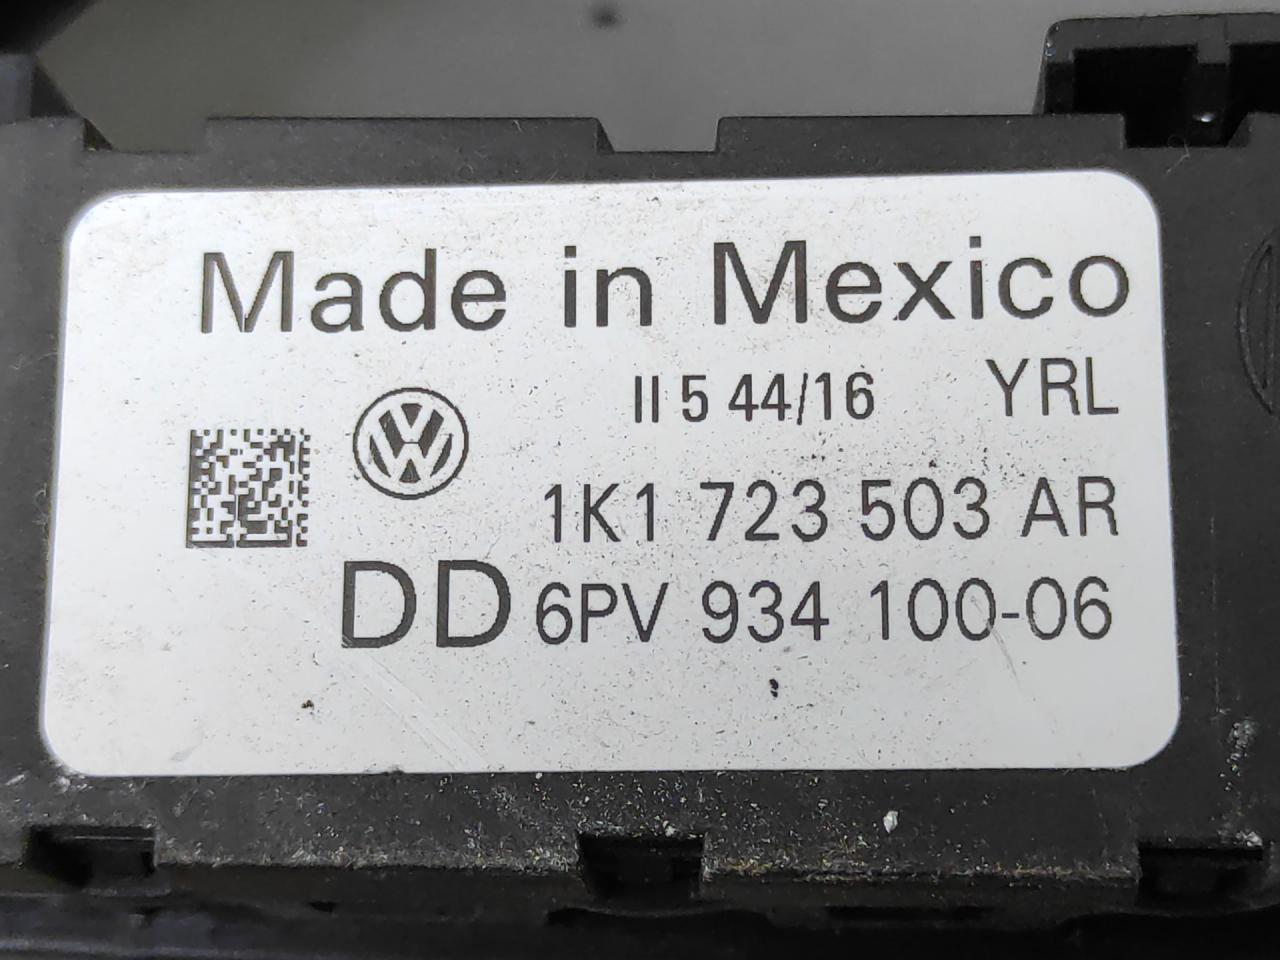 Made in Mexico
II 5 44/16 YRL
1K1 723 503 AR
DD 6PV 934 100-06